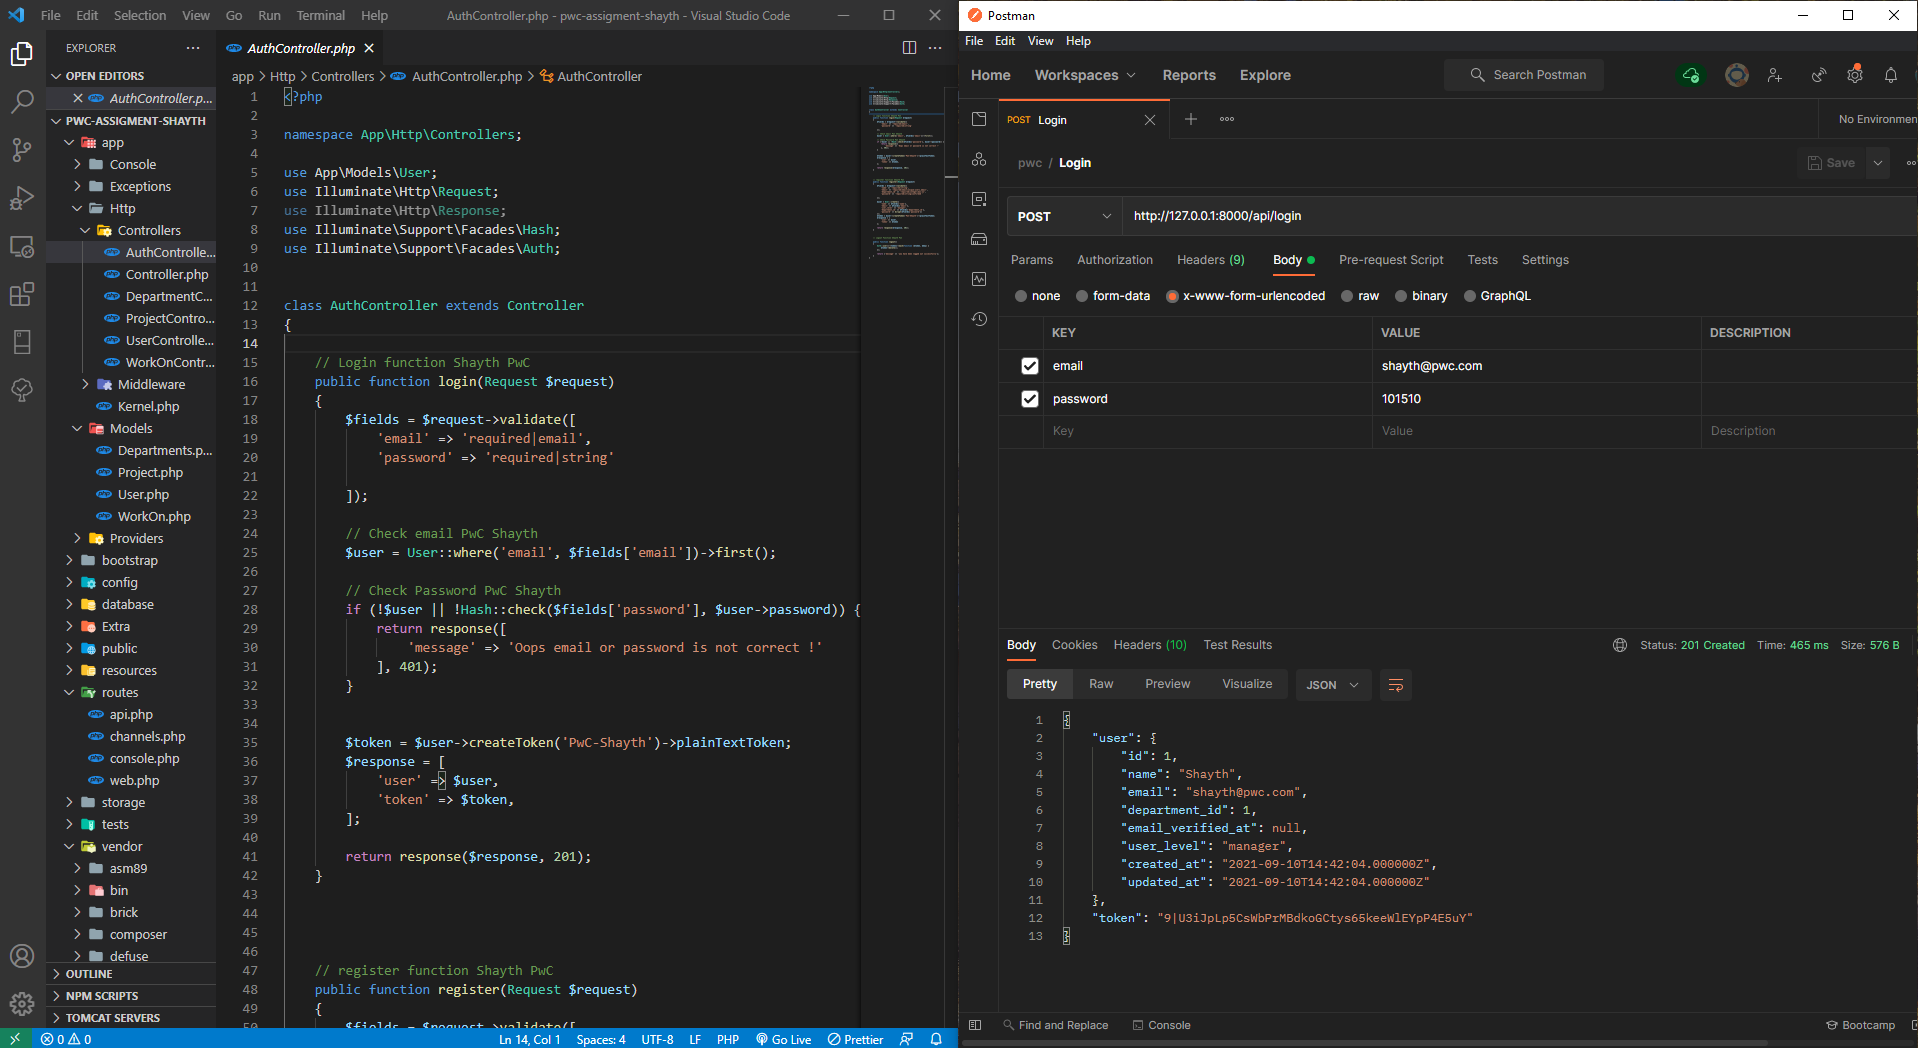 File Edit Selection View Go Run Terminal Help AuthController.php - pwc-assigment-shayth - Visual Studio Code
EXPLORER
OPEN EDITORS
AuthController.p...
PWC-ASSIGMENT-SHAYTH
app
Console
Exceptions
Http
Controllers
AuthControlle...
Controller.php
DepartmentC...
ProjectContro...
UserControlle...
WorkOnContr...
Middleware
Kernel.php
Models
Departments.p...
Project.php
User.php
WorkOn.php
Providers
bootstrap
config
database
Extra
public
resources
routes
api.php
channels.php
console.php
web.php
storage
tests
vendor
asm89
bin
brick
composer
defuse
OUTLINE
NPM SCRIPTS
TOMCAT SERVERS
AuthController.php
app > Http > Controllers > AuthController.php > AuthController
1 <?php
2
3 namespace App\Http\Controllers;
4
5 use App\Models\User;
6 use Illuminate\Http\Request;
7 use Illuminate\Http\Response;
8 use Illuminate\Support\Facades\Hash;
9 use Illuminate\Support\Facades\Auth;
10
11
12 class AuthController extends Controller
13 {
14
15 // Login function Shayth PwC
16 public function login(Request $request)
17 {
18 $fields = $request->validate([
19 'email' => 'required|email',
20 'password' => 'required|string'
21
22 ]);
23
24 // Check email PwC Shayth
25 $user = User::where('email', $fields['email'])->first();
26
27 // Check Password PwC Shayth
28 if (!$user || !Hash::check($fields['password'], $user->password)) {
29 return response([
30 'message' => 'Oops email or password is not correct !'
31 ], 401);
32 }
33
34
35 $token = $user->createToken('PwC-Shayth')->plainTextToken;
36 $response = [
37 'user' => $user,
38 'token' => $token,
39 ];
40
41 return response($response, 201);
42 }
43
44
45
46
47 // register function Shayth PwC
48 public function register(Request $request)
49 {
50 $fields = $request->validate([
0 0 Ln 14, Col 1 Spaces: 4 UTF-8 LF PHP Go Live Prettier
Postman
File Edit View Help
Home Workspaces Reports Explore Search Postman
POST Login No Environmen
pwc / Login Save
POST http://127.0.0.1:8000/api/login
Params Authorization Headers (9) Body Pre-request Script Tests Settings
none form-data x-www-form-urlencoded raw binary GraphQL
KEY VALUE DESCRIPTION
email shayth@pwc.com
password 101510
Key Value Description
Body Cookies Headers (10) Test Results Status: 201 Created Time: 465 ms Size: 576 B
Pretty Raw Preview Visualize JSON
1 {
2 "user": {
3 "id": 1,
4 "name": "Shayth",
5 "email": "shayth@pwc.com",
6 "department_id": 1,
7 "email_verified_at": null,
8 "user_level": "manager",
9 "created_at": "2021-09-10T14:42:04.000000Z",
10 "updated_at": "2021-09-10T14:42:04.000000Z"
11 },
12 "token": "9|U3iJpLp5CsWbPrMBdkoGCtys65keeWlEYpP4E5uY"
13 }
Find and Replace Console Bootcamp